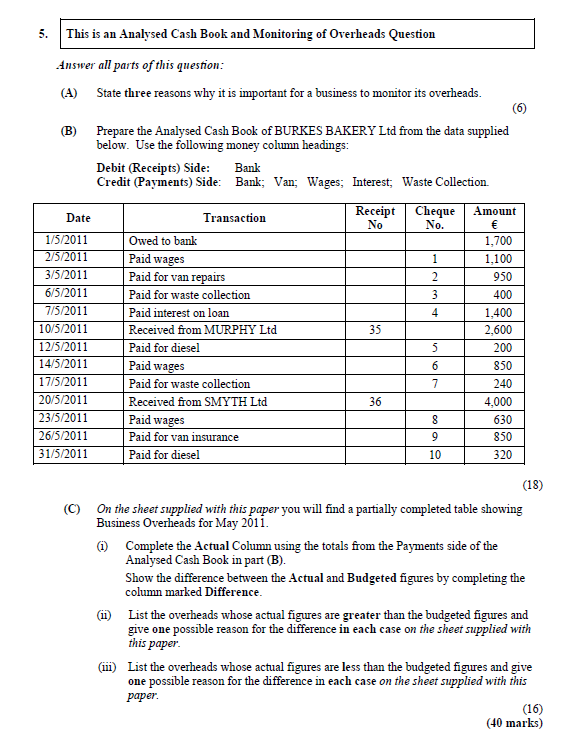 5. This is an Analysed Cash Book and Monitoring of Overheads Question
Answer all parts of this question:
(A) State three reasons why it is important for a business to monitor its overheads.
(6)
(B) Prepare the Analysed Cash Book of BURKES BAKERY Ltd from the data supplied
below. Use the following money column headings:
Debit (Receipts) Side: Bank
Credit (Payments) Side: Bank; Van; Wages; Interest; Waste Collection.
Date Transaction Receipt No Cheque No. Amount €
1/5/2011 Owed to bank 1,700
2/5/2011 Paid wages 1 1,100
3/5/2011 Paid for van repairs 2 950
6/5/2011 Paid for waste collection 3 400
7/5/2011 Paid interest on loan 4 1,400
10/5/2011 Received from MURPHY Ltd 35 2,600
12/5/2011 Paid for diesel 5 200
14/5/2011 Paid wages 6 850
17/5/2011 Paid for waste collection 7 240
20/5/2011 Received from SMYTH Ltd 36 4,000
23/5/2011 Paid wages 8 630
26/5/2011 Paid for van insurance 9 850
31/5/2011 Paid for diesel 10 320
(18)
(C) On the sheet supplied with this paper you will find a partially completed table showing
Business Overheads for May 2011.
(i) Complete the Actual Column using the totals from the Payments side of the
Analysed Cash Book in part (B).
Show the difference between the Actual and Budgeted figures by completing the
column marked Difference.
(ii) List the overheads whose actual figures are greater than the budgeted figures and
give one possible reason for the difference in each case on the sheet supplied with
this paper.
(iii) List the overheads whose actual figures are less than the budgeted figures and give
one possible reason for the difference in each case on the sheet supplied with this
paper.
(16)
(40 marks)